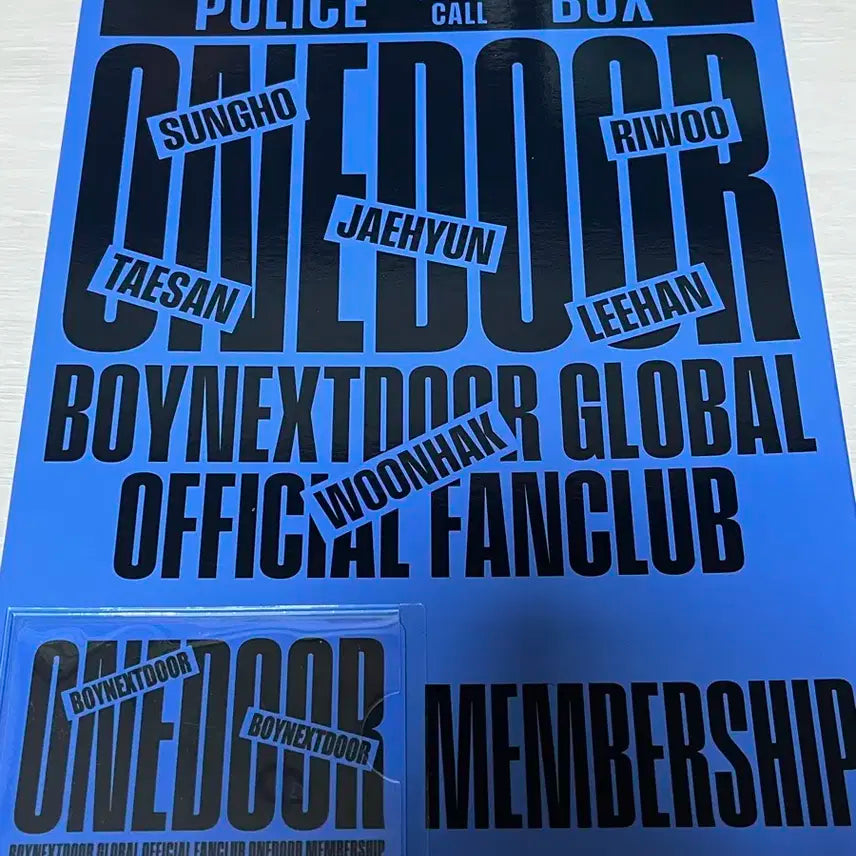 POLICE CALL BOX
ONEDOOR
SUNGHO
RIWOO
JAEHYUN
TAESAN
LEEHAN
BOYNEXTDOOR GLOBAL
WOONHAK
OFFICIAL FANCLUB
MEMBERSHIP
ONEDOOR
BOYNEXTDOOR
BOYNEXTDOOR
BOYNEXTDOOR GLOBAL OFFICIAL FANCLUB ONEDOOR MEMBERSHIP